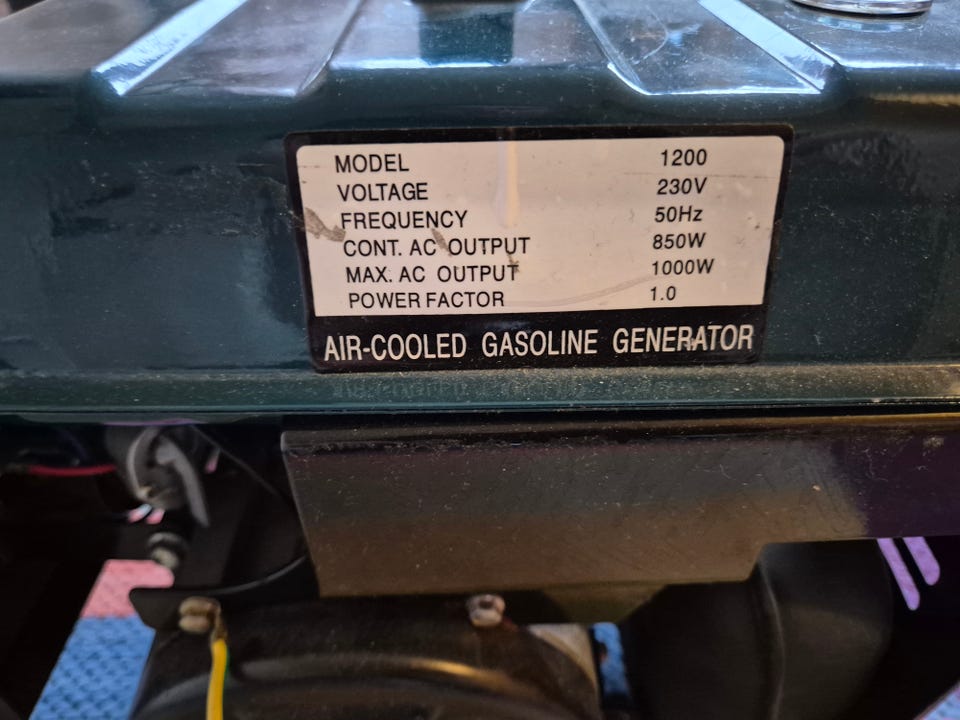 MODEL 1200
VOLTAGE 230V
FREQUENCY 50Hz
CONT. AC OUTPUT 850W
MAX. AC OUTPUT 1000W
POWER FACTOR 1.0
AIR-COOLED GASOLINE GENERATOR